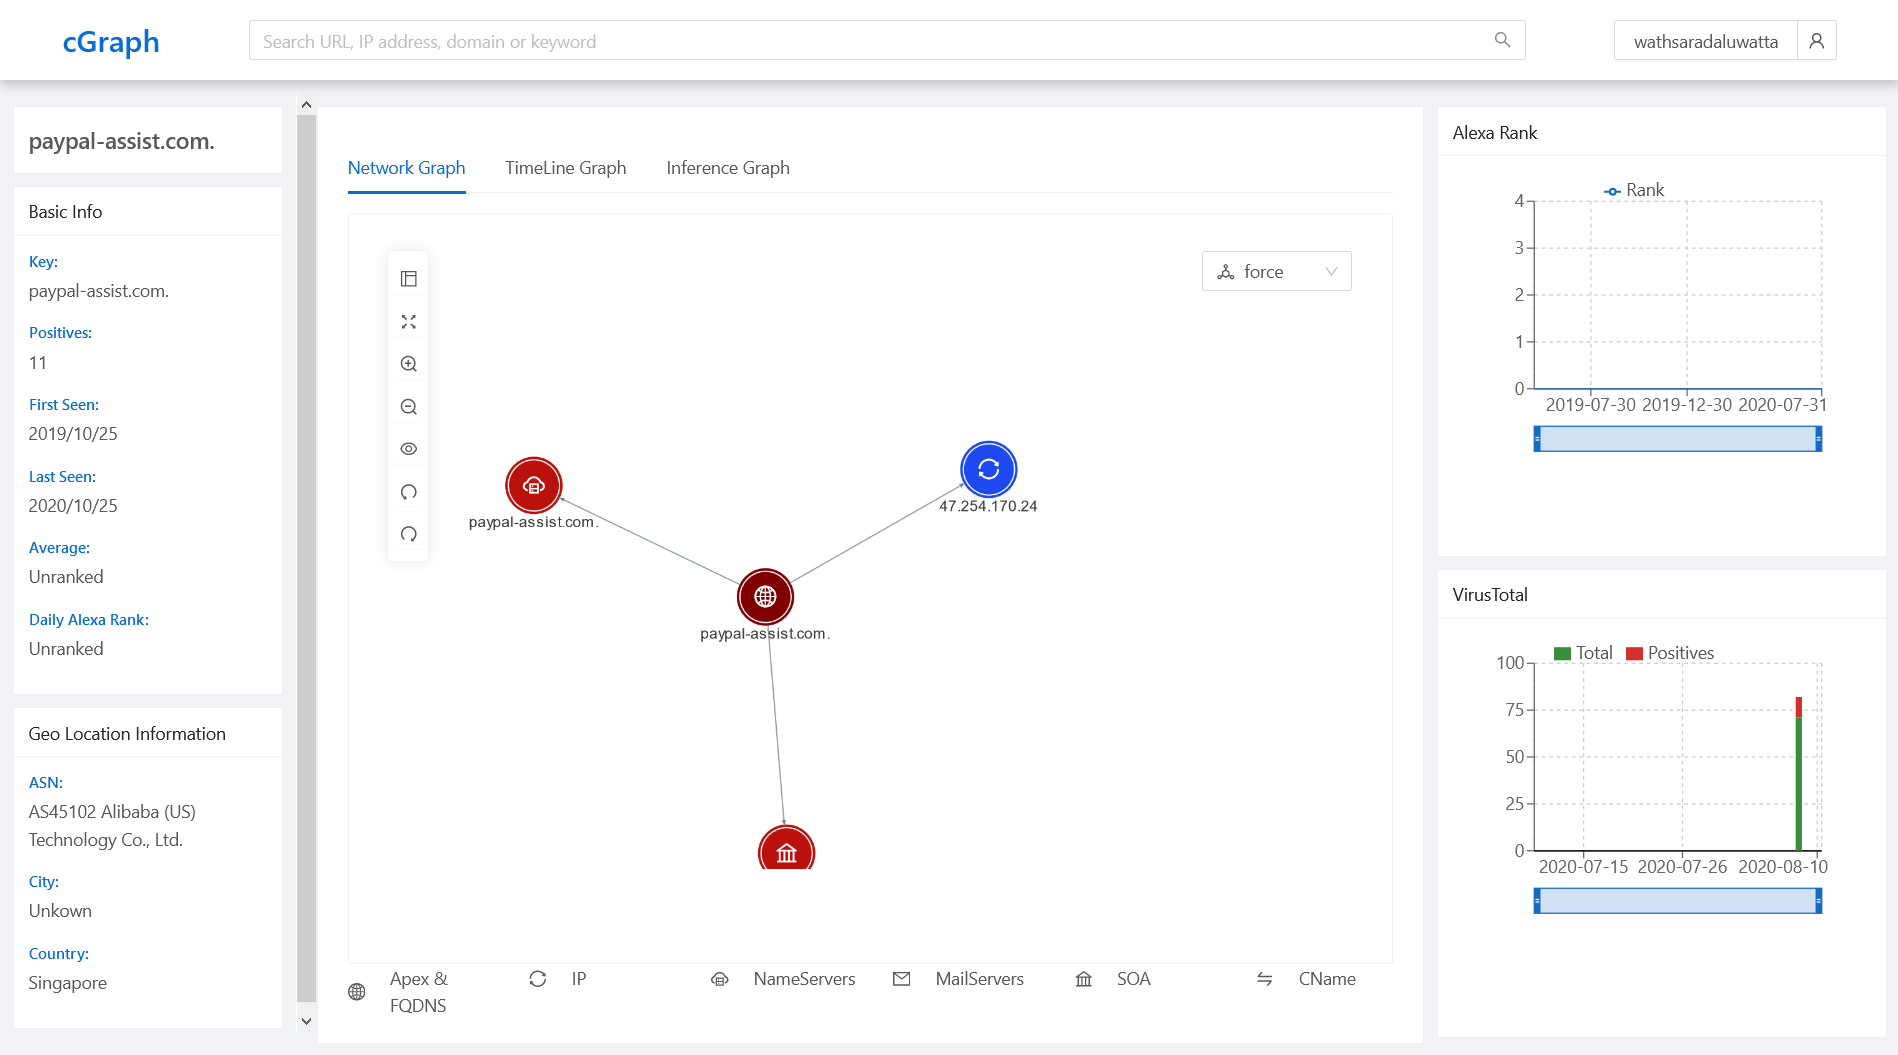 cGraph
Search URL, IP address, domain or keyword
wathsaradaluwatta
paypal-assist.com.
Basic Info
Key:
paypal-assist.com.
Positives:
11
First Seen:
2019/10/25
Last Seen:
2020/10/25
Average:
Unranked
Daily Alexa Rank:
Unranked
Geo Location Information
ASN:
AS45102 Alibaba (US)
Technology Co., Ltd.
City:
Unkown
Country:
Singapore
Network Graph
TimeLine Graph
Inference Graph
force
paypal-assist.com.
47.254.170.24
paypal-assist.com.
Apex &
FQDNS
IP
NameServers
MailServers
SOA
CName
Alexa Rank
Rank
4
3
2
1
0
2019-07-30 2019-12-30 2020-07-31
VirusTotal
Total Positives
100
75
50
25
0
2020-07-15 2020-07-26 2020-08-10